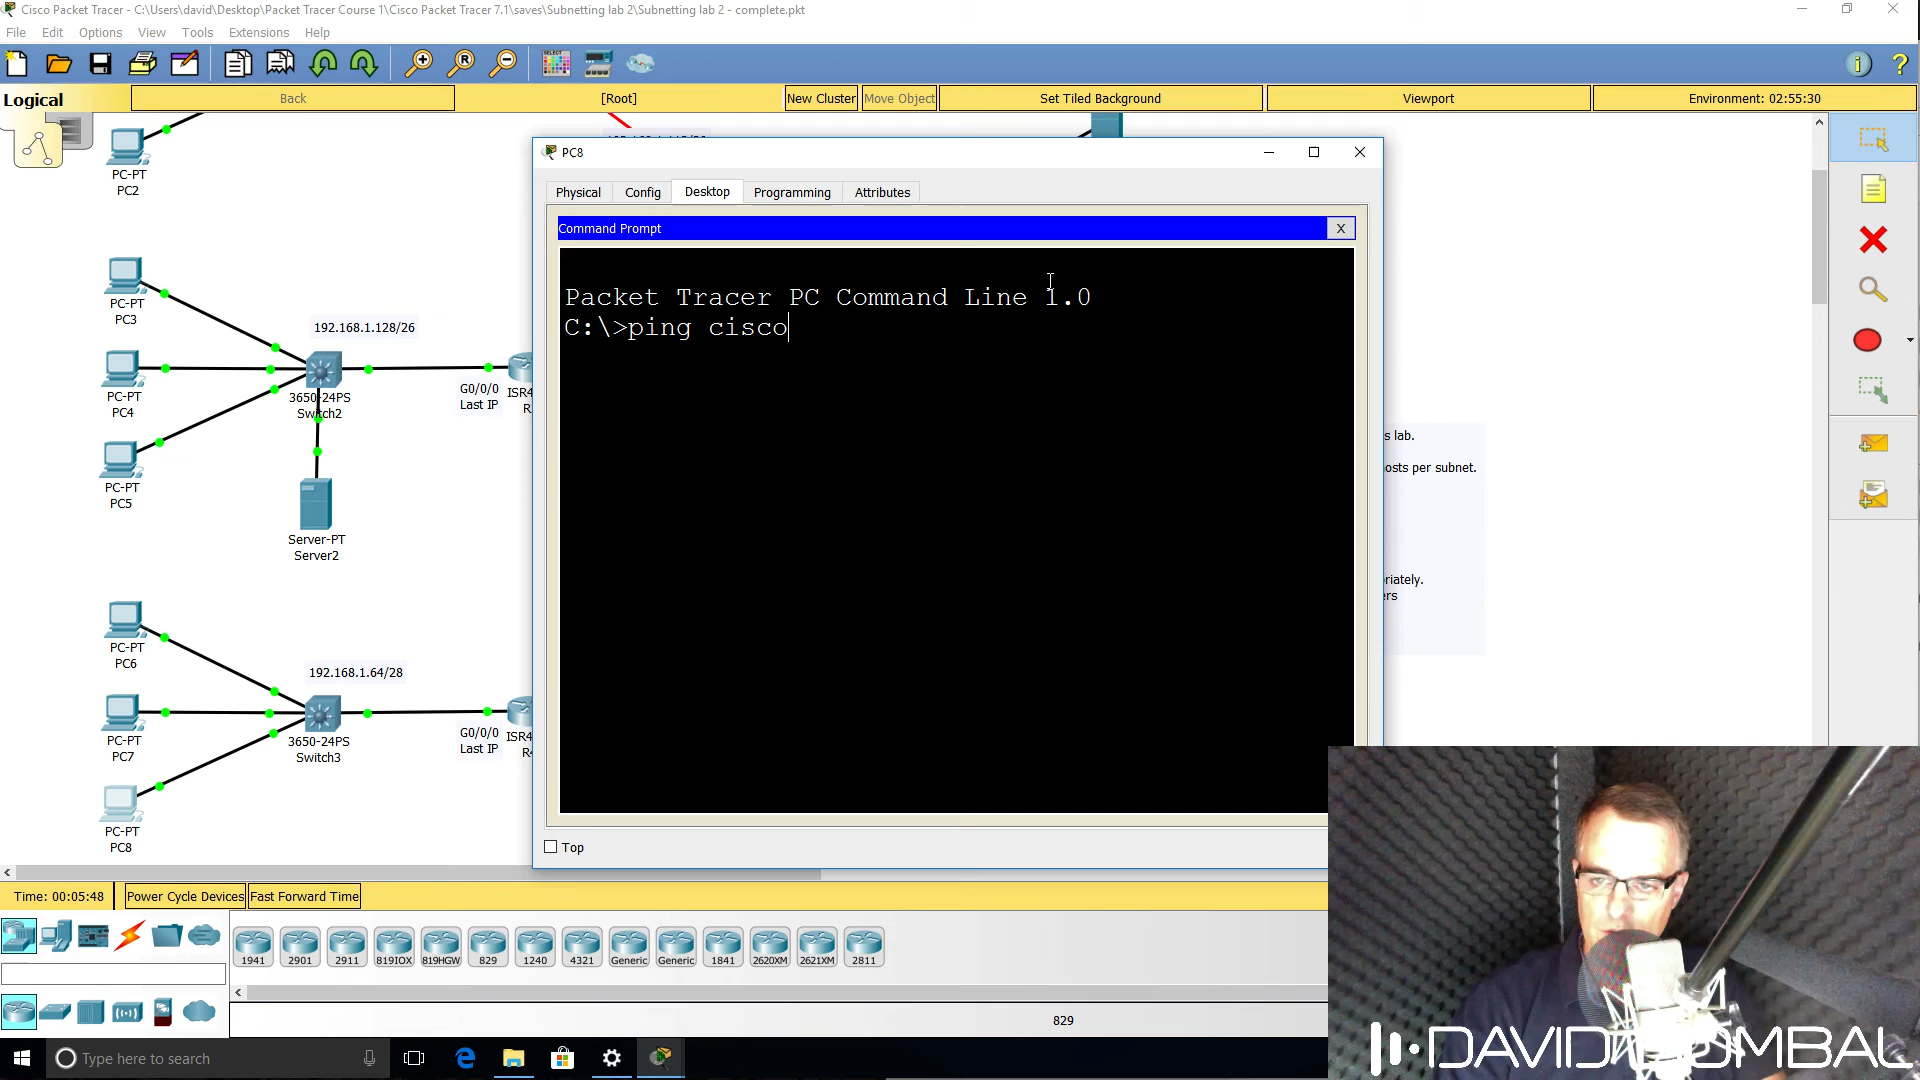 Cisco Packet Tracer - C:\Users\david\Desktop\Packet Tracer Course 1\Cisco Packet Tracer 7.1\saves\Subnetting lab 2\Subnetting lab 2 - complete.pkt
File Edit Options View Tools Extensions Help
SELECT
Logical Back [Root] New Cluster Move Object Set Tiled Background Viewport Environment: 02:55:30
PC-PT
PC2
PC8
Physical Config Desktop Programming Attributes
Command Prompt X
Packet Tracer PC Command Line 1.0
C:\>ping cisco
PC-PT
PC3
192.168.1.128/26
PC-PT
PC4
3650-24PS
Switch2
G0/0/0
Last IP
ISR4
R
PC-PT
PC5
s lab.
osts per subnet.
Server-PT
Server2
riately.
ers
PC-PT
PC6
192.168.1.64/28
PC-PT
PC7
3650-24PS
Switch3
G0/0/0
Last IP
ISR4
R4
PC-PT
PC8
Top
Time: 00:05:48 Power Cycle Devices Fast Forward Time
1941 2901 2911 819IOX 819HGW 829 1240 4321 Generic Generic 1841 2620XM 2621XM 2811
829
Type here to search
DAVID BOMBAL